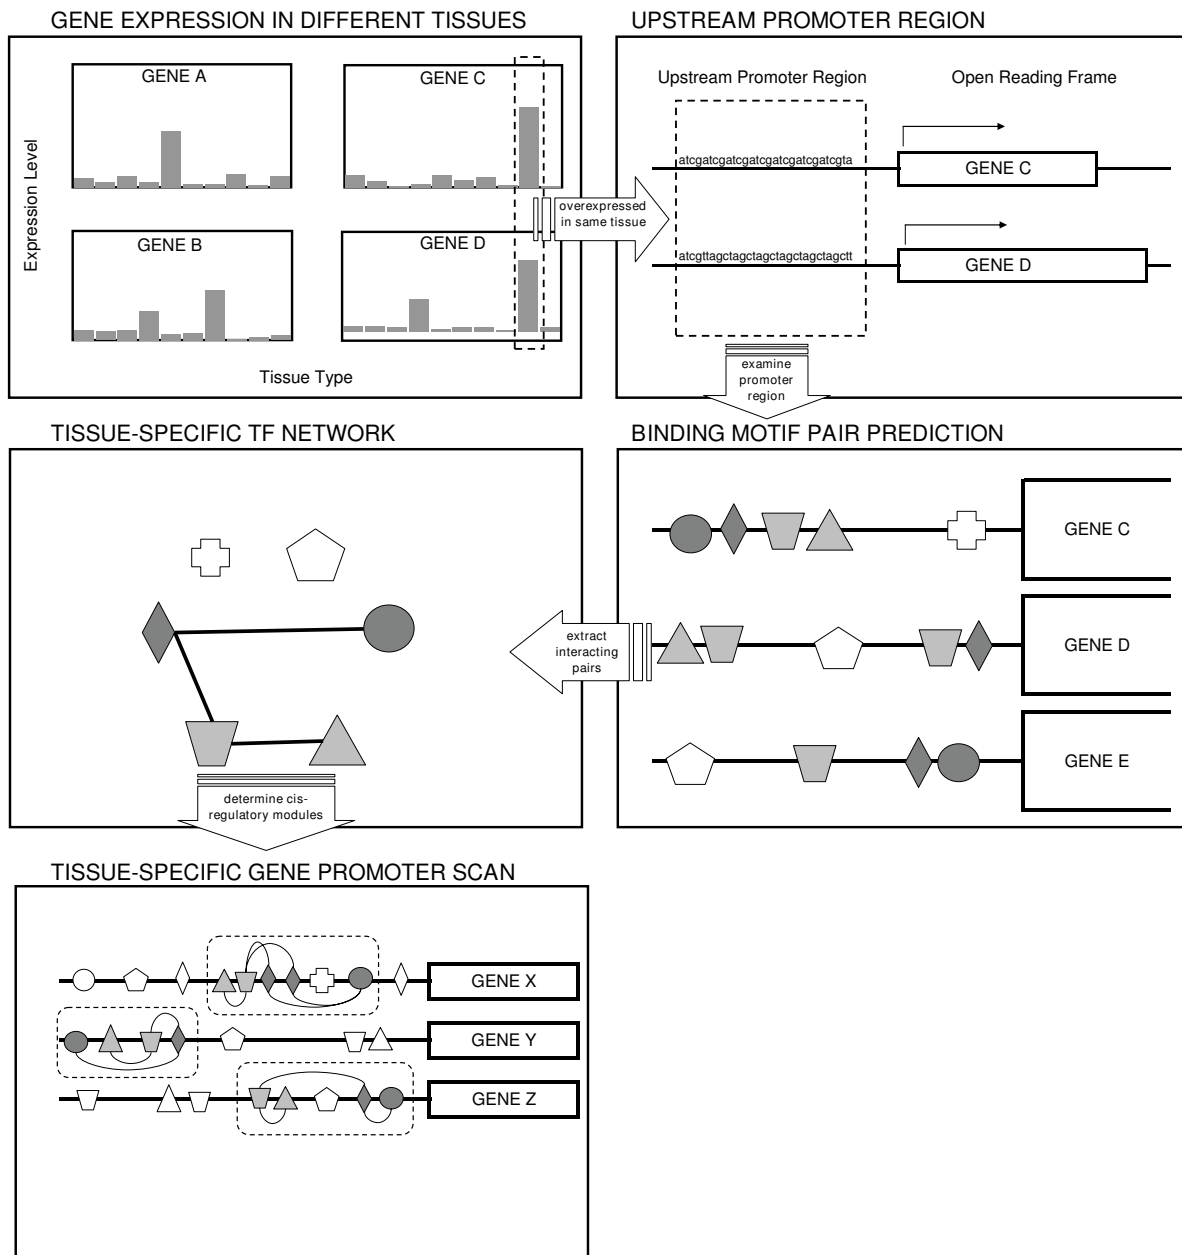 GENE EXPRESSION IN DIFFERENT TISSUES
GENE A
GENE C
GENE B
GENE D
Expression Level
Tissue Type
overexpressed
in same tissue
UPSTREAM PROMOTER REGION
Upstream Promoter Region
Open Reading Frame
atcgatcgatcgatcgatcgatcgatcgta
GENE C
atcgttagctagctagctagctagctagctt
GENE D
examine
promoter
region
TISSUE-SPECIFIC TF NETWORK
BINDING MOTIF PAIR PREDICTION
GENE C
GENE D
GENE E
extract
interacting
pairs
determine cis-
regulatory modules
TISSUE-SPECIFIC GENE PROMOTER SCAN
GENE X
GENE Y
GENE Z